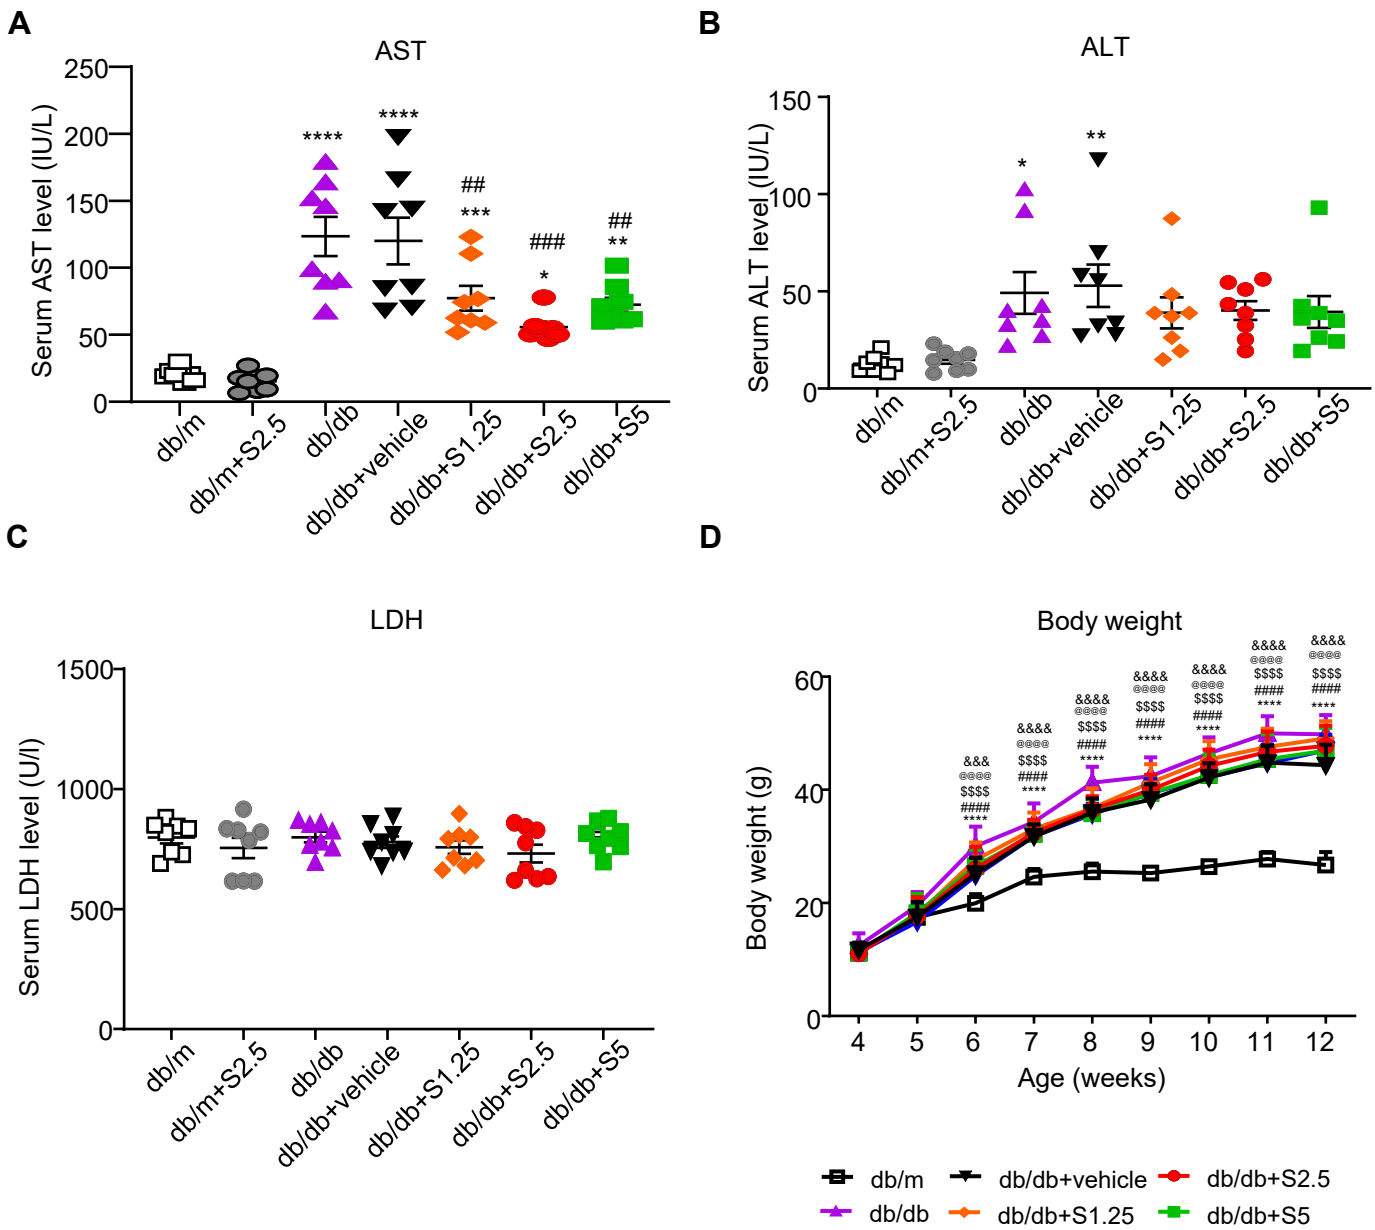 A
AST
Serum AST level (IU/L)
250
200
150
100
50
0
****
****
##
***
###
*
##
**
db/m
db/m+S2.5
db/db
db/db+vehicle
db/db+S1.25
db/db+S2.5
db/db+S5
B
ALT
Serum ALT level (IU/L)
150
100
50
0
*
**
db/m
db/m+S2.5
db/db
db/db+vehicle
db/db+S1.25
db/db+S2.5
db/db+S5
C
LDH
Serum LDH level (U/l)
1500
1000
500
0
db/m
db/m+S2.5
db/db
db/db+vehicle
db/db+S1.25
db/db+S2.5
db/db+S5
D
Body weight
Body weight (g)
60
40
20
0
&&&
@@@@
$$$$
####
****
&&&&
@@@@
$$$$
####
****
&&&&
@@@@
$$$$
####
****
&&&&
@@@@
$$$$
####
****
&&&&
@@@@
$$$$
####
****
&&&&
@@@@
$$$$
####
****
&&&&
@@@@
$$$$
####
****
4 5 6 7 8 9 10 11 12
Age (weeks)
db/m db/db+vehicle db/db+S2.5
db/db db/db+S1.25 db/db+S5